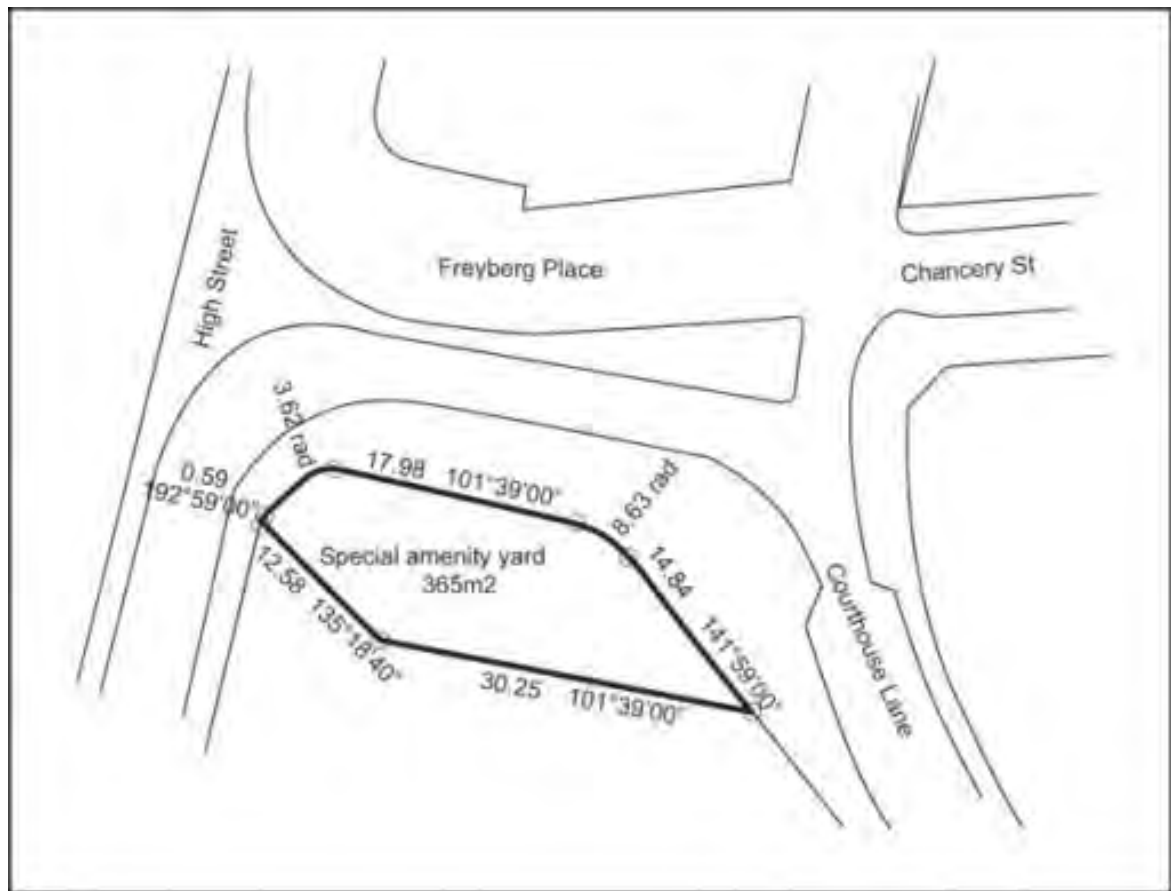 High Street
Freyberg Place
Chancery St
3.62 rad
0.59
192°59'00"
17.98 101°39'00"
8.63 rad
Special amenity yard
365m2
12.58 135°18'40"
14.84 141°59'00"
30.25 101°39'00"
Courthouse Lane